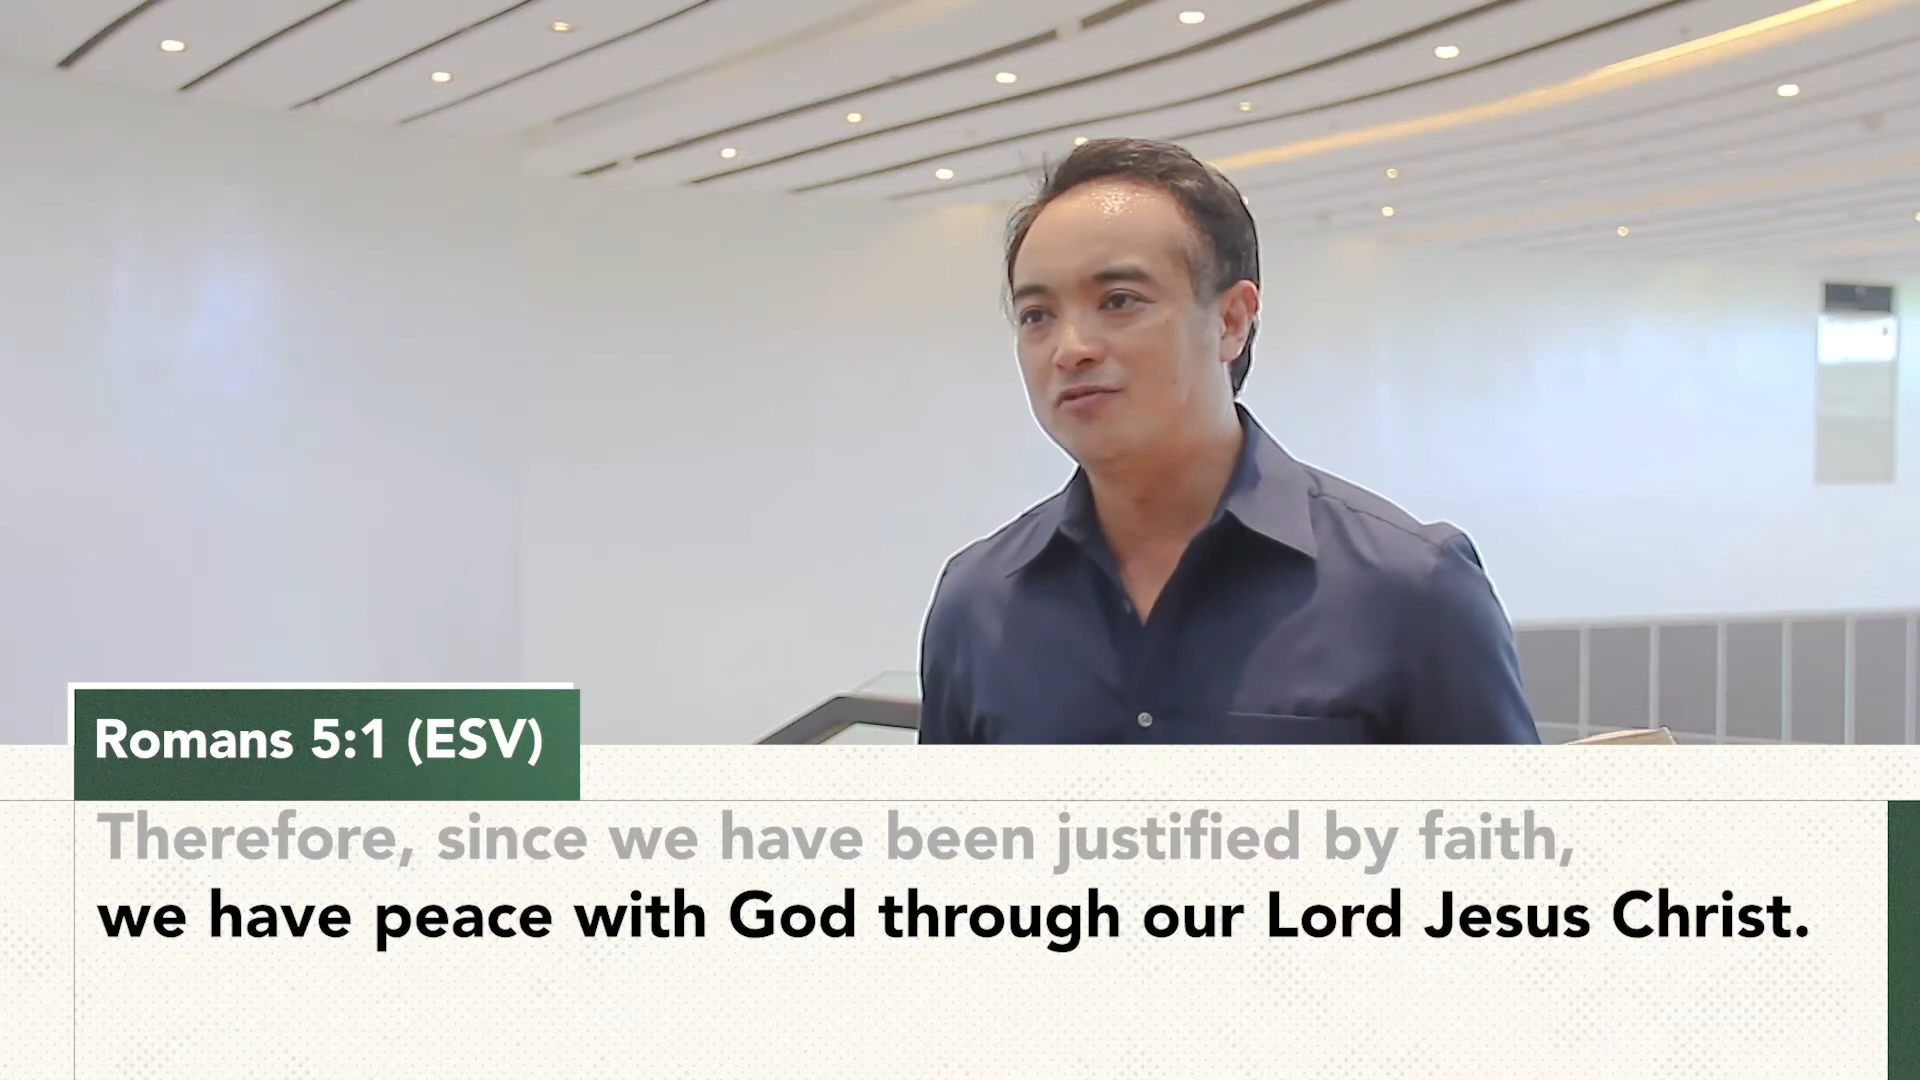 Romans 5:1 (ESV)
Therefore, since we have been justified by faith,
we have peace with God through our Lord Jesus Christ.